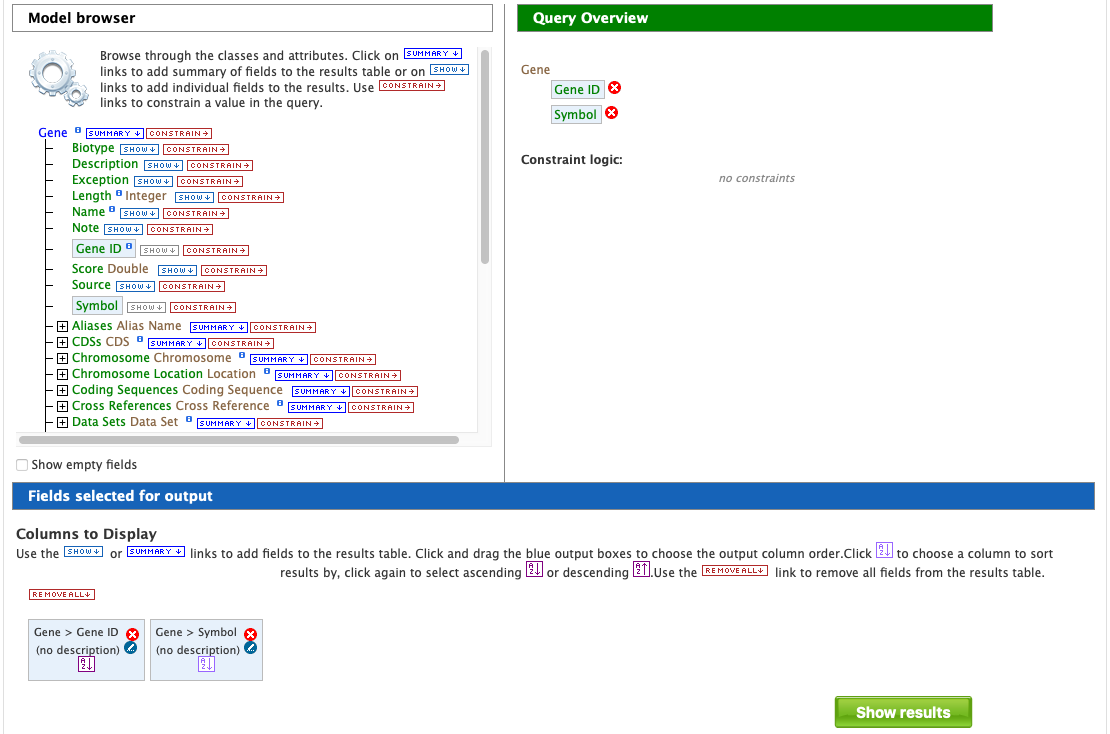 Model browser
Browse through the classes and attributes. Click on SUMMARY ↓
links to add summary of fields to the results table or on SHOW ↓
links to add individual fields to the results. Use CONSTRAIN →
links to constrain a value in the query.
Gene i SUMMARY ↓ CONSTRAIN →
Biotype SHOW ↓ CONSTRAIN →
Description SHOW ↓ CONSTRAIN →
Exception SHOW ↓ CONSTRAIN →
Length i Integer SHOW ↓ CONSTRAIN →
Name i SHOW ↓ CONSTRAIN →
Note SHOW ↓ CONSTRAIN →
Gene ID i SHOW ↓ CONSTRAIN →
Score Double SHOW ↓ CONSTRAIN →
Source SHOW ↓ CONSTRAIN →
Symbol SHOW ↓ CONSTRAIN →
Aliases Alias Name SUMMARY ↓ CONSTRAIN →
CDSs CDS i SUMMARY ↓ CONSTRAIN →
Chromosome Chromosome i SUMMARY ↓ CONSTRAIN →
Chromosome Location Location i SUMMARY ↓ CONSTRAIN →
Coding Sequences Coding Sequence SUMMARY ↓ CONSTRAIN →
Cross References Cross Reference i SUMMARY ↓ CONSTRAIN →
Data Sets Data Set i SUMMARY ↓ CONSTRAIN →
Show empty fields
Query Overview
Gene
Gene ID
Symbol
Constraint logic:
no constraints
Fields selected for output
Columns to Display
Use the SHOW ↓ or SUMMARY ↓ links to add fields to the results table. Click and drag the blue output boxes to choose the output column order.Click AZ↓ to choose a column to sort
results by, click again to select ascending AZ↓ or descending AZ↑.Use the REMOVEALL↓ link to remove all fields from the results table.
REMOVEALL↓
Gene > Gene ID
(no description)
AZ↓
Gene > Symbol
(no description)
AZ↓
Show results